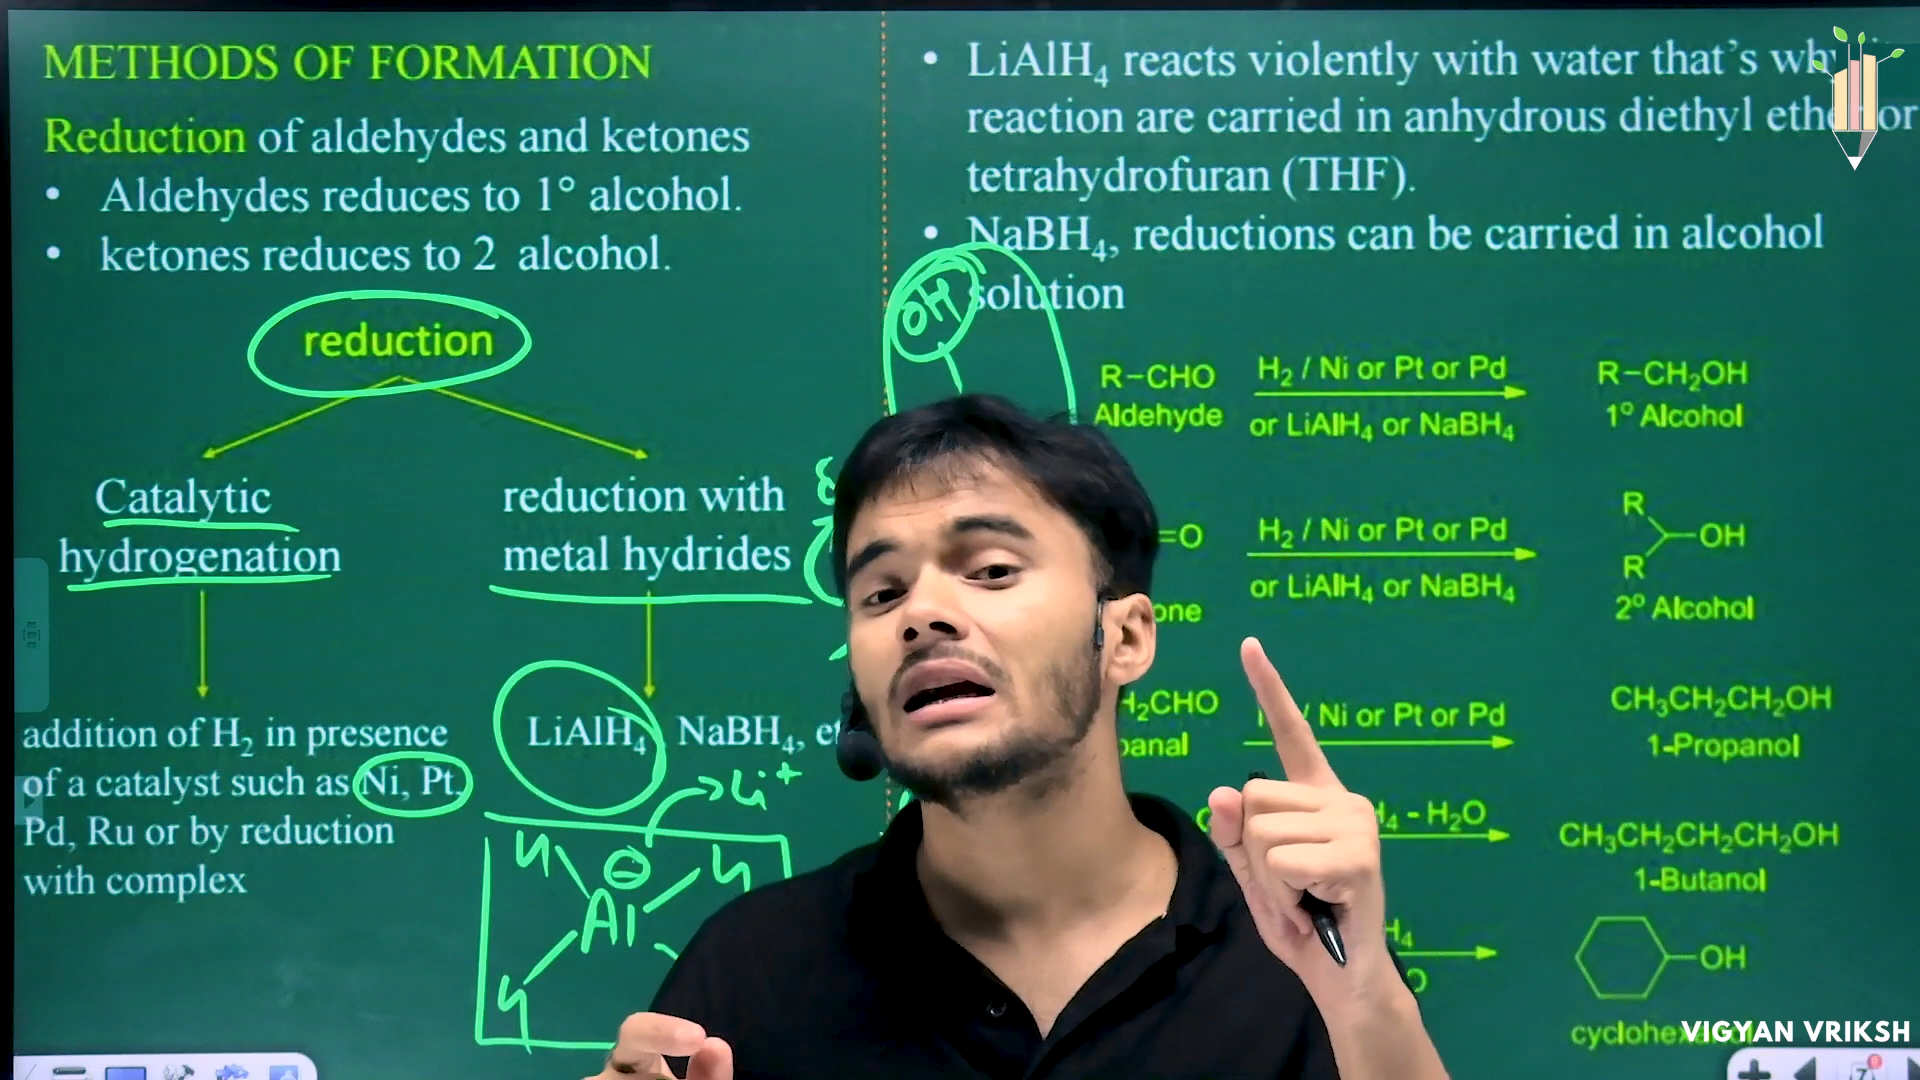 METHODS OF FORMATION
Reduction of aldehydes and ketones
• Aldehydes reduces to 1° alcohol.
• ketones reduces to 2 alcohol.
reduction
Catalytic
hydrogenation
reduction with
metal hydrides
addition of H₂ in presence
of a catalyst such as Ni, Pt,
Pd, Ru or by reduction
with complex
LiAlH₄ NaBH₄,
Li⁺
⊖
Al
• LiAlH₄ reacts violently with water that's why
reaction are carried in anhydrous diethyl or
tetrahydrofuran (THF).
• NaBH₄, reductions can be carried in alcohol
solution
OH
R−CHO H₂ / Ni or Pt or Pd R−CH₂OH
Aldehyde or LiAlH₄ or NaBH₄ 1° Alcohol
=O H₂ / Ni or Pt or Pd R R OH
or LiAlH₄ or NaBH₄ 2° Alcohol
H₂CHO / Ni or Pt or Pd CH₃CH₂CH₂OH
1-Propanol
- H₂O CH₃CH₂CH₂CH₂OH
1-Butanol
OH
VIGYAN VRIKSH